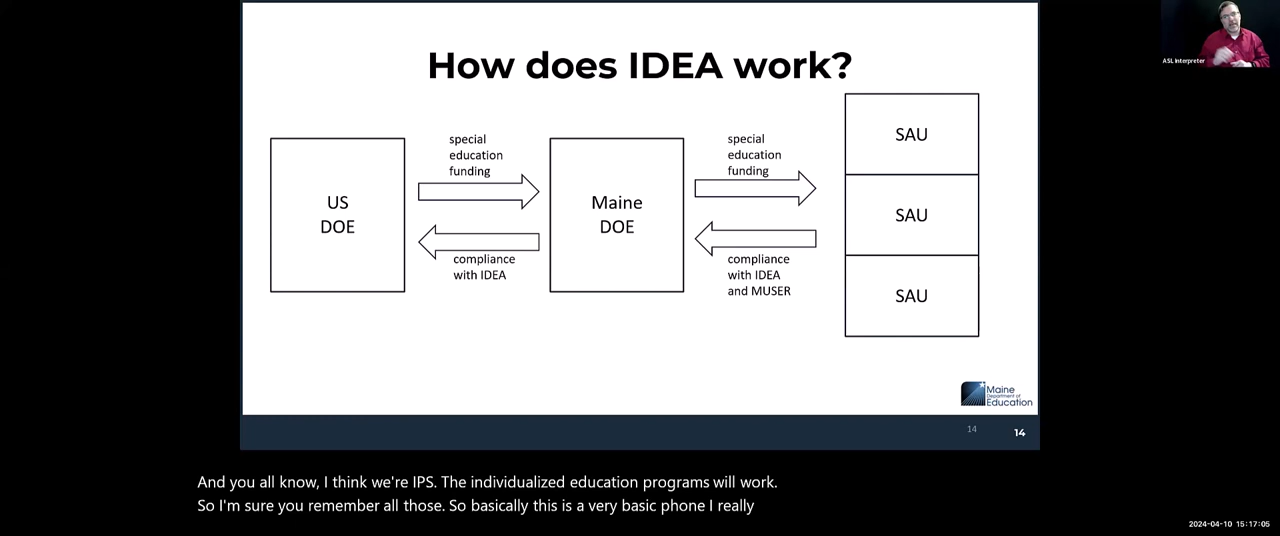 How does IDEA work?
US
DOE
special
education
funding
compliance
with IDEA
Maine
DOE
special
education
funding
compliance
with IDEA
and MUSER
SAU
SAU
SAU
Maine
Department of
Education
14
14
ASL Interpreter
And you all know, I think we're IPS. The individualized education programs will work.
So I'm sure you remember all those. So basically this is a very basic phone I really
2024-04-10 15:17:05